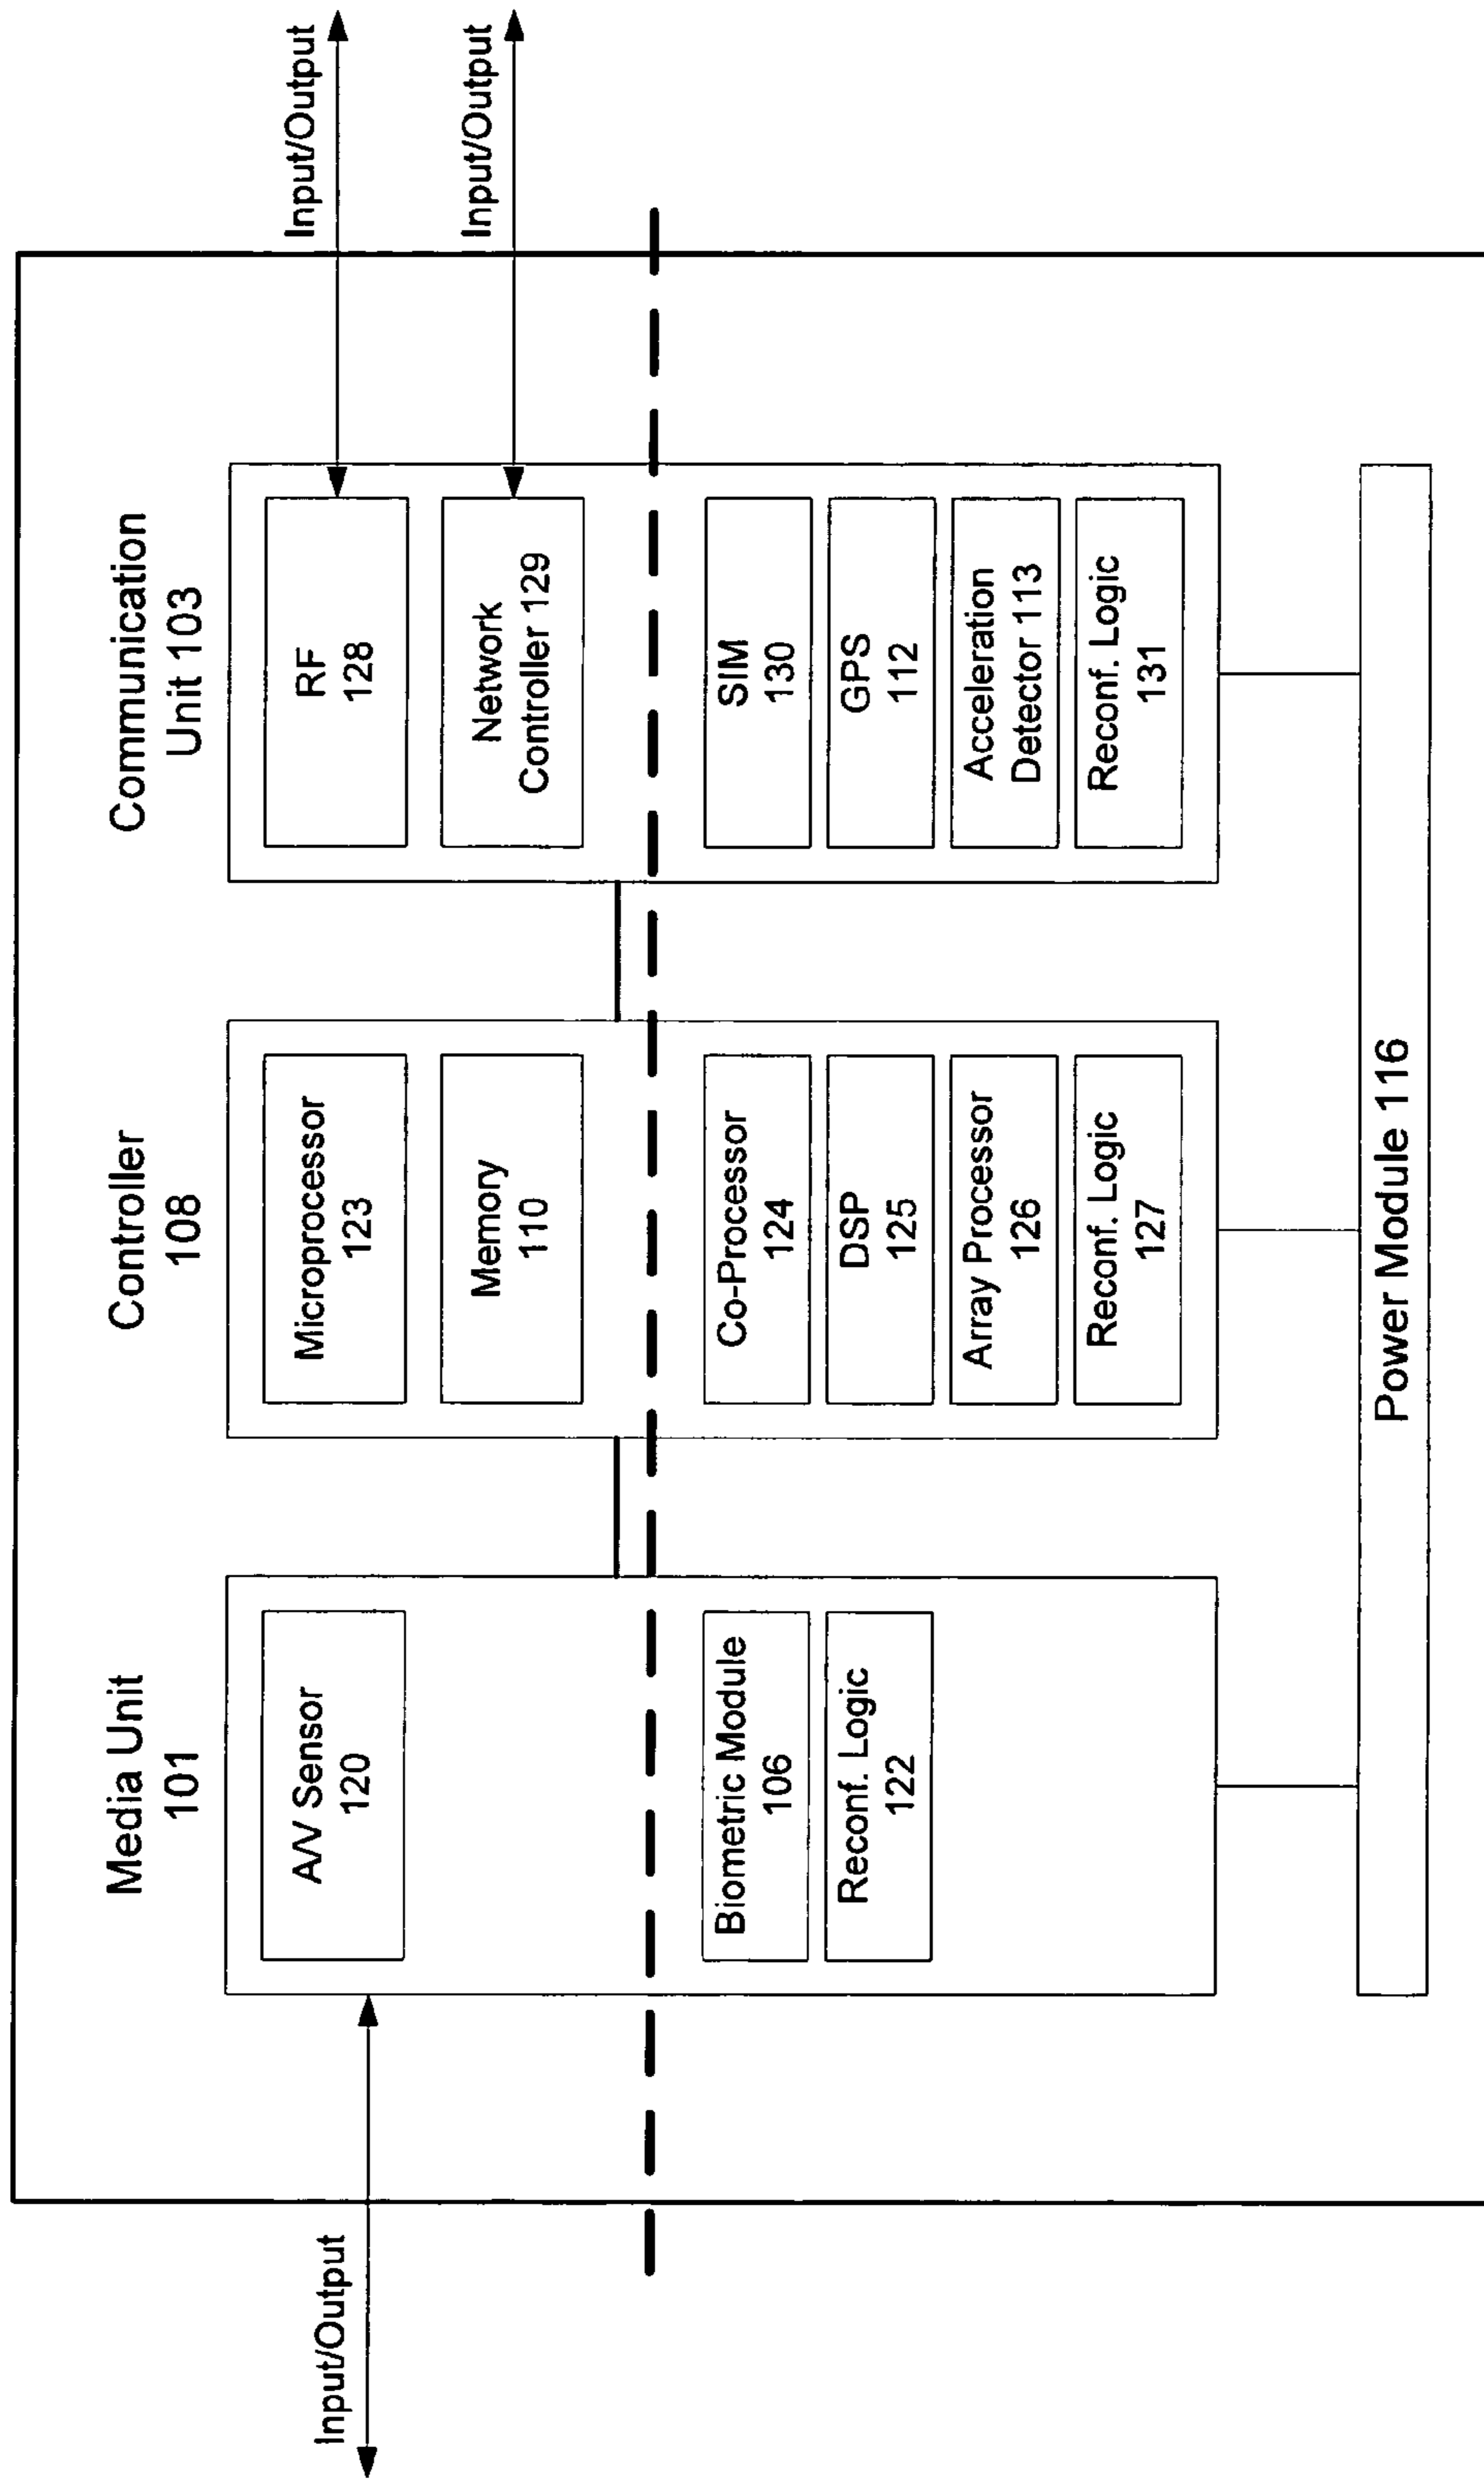 Media Unit
101
A/V Sensor
120
Biometric Module
106
Reconf. Logic
122
Input/Output
Controller
108
Microprocessor
123
Memory
110
Co-Processor
124
DSP
125
Array Processor
126
Reconf. Logic
127
Communication
Unit 103
RF
128
Network
Controller 129
SIM
130
GPS
112
Acceleration
Detector 113
Reconf. Logic
131
Input/Output
Input/Output
Power Module 116